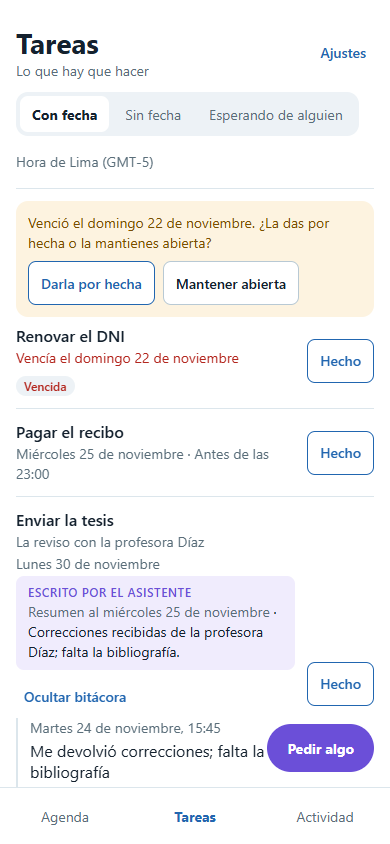 Tareas
Ajustes
Lo que hay que hacer
Con fecha
Sin fecha
Esperando de alguien
Hora de Lima (GMT-5)
Venció el domingo 22 de noviembre. ¿La das por
hecha o la mantienes abierta?
Darla por hecha
Mantener abierta
Renovar el DNI
Vencía el domingo 22 de noviembre
Vencida
Hecho
Pagar el recibo
Miércoles 25 de noviembre · Antes de las
23:00
Hecho
Enviar la tesis
La reviso con la profesora Díaz
Lunes 30 de noviembre
ESCRITO POR EL ASISTENTE
Resumen al miércoles 25 de noviembre ·
Correcciones recibidas de la profesora
Díaz; falta la bibliografía.
Hecho
Ocultar bitácora
Martes 24 de noviembre, 15:45
Me devolvió correcciones; falta la
bibliografía
Pedir algo
Agenda
Tareas
Actividad